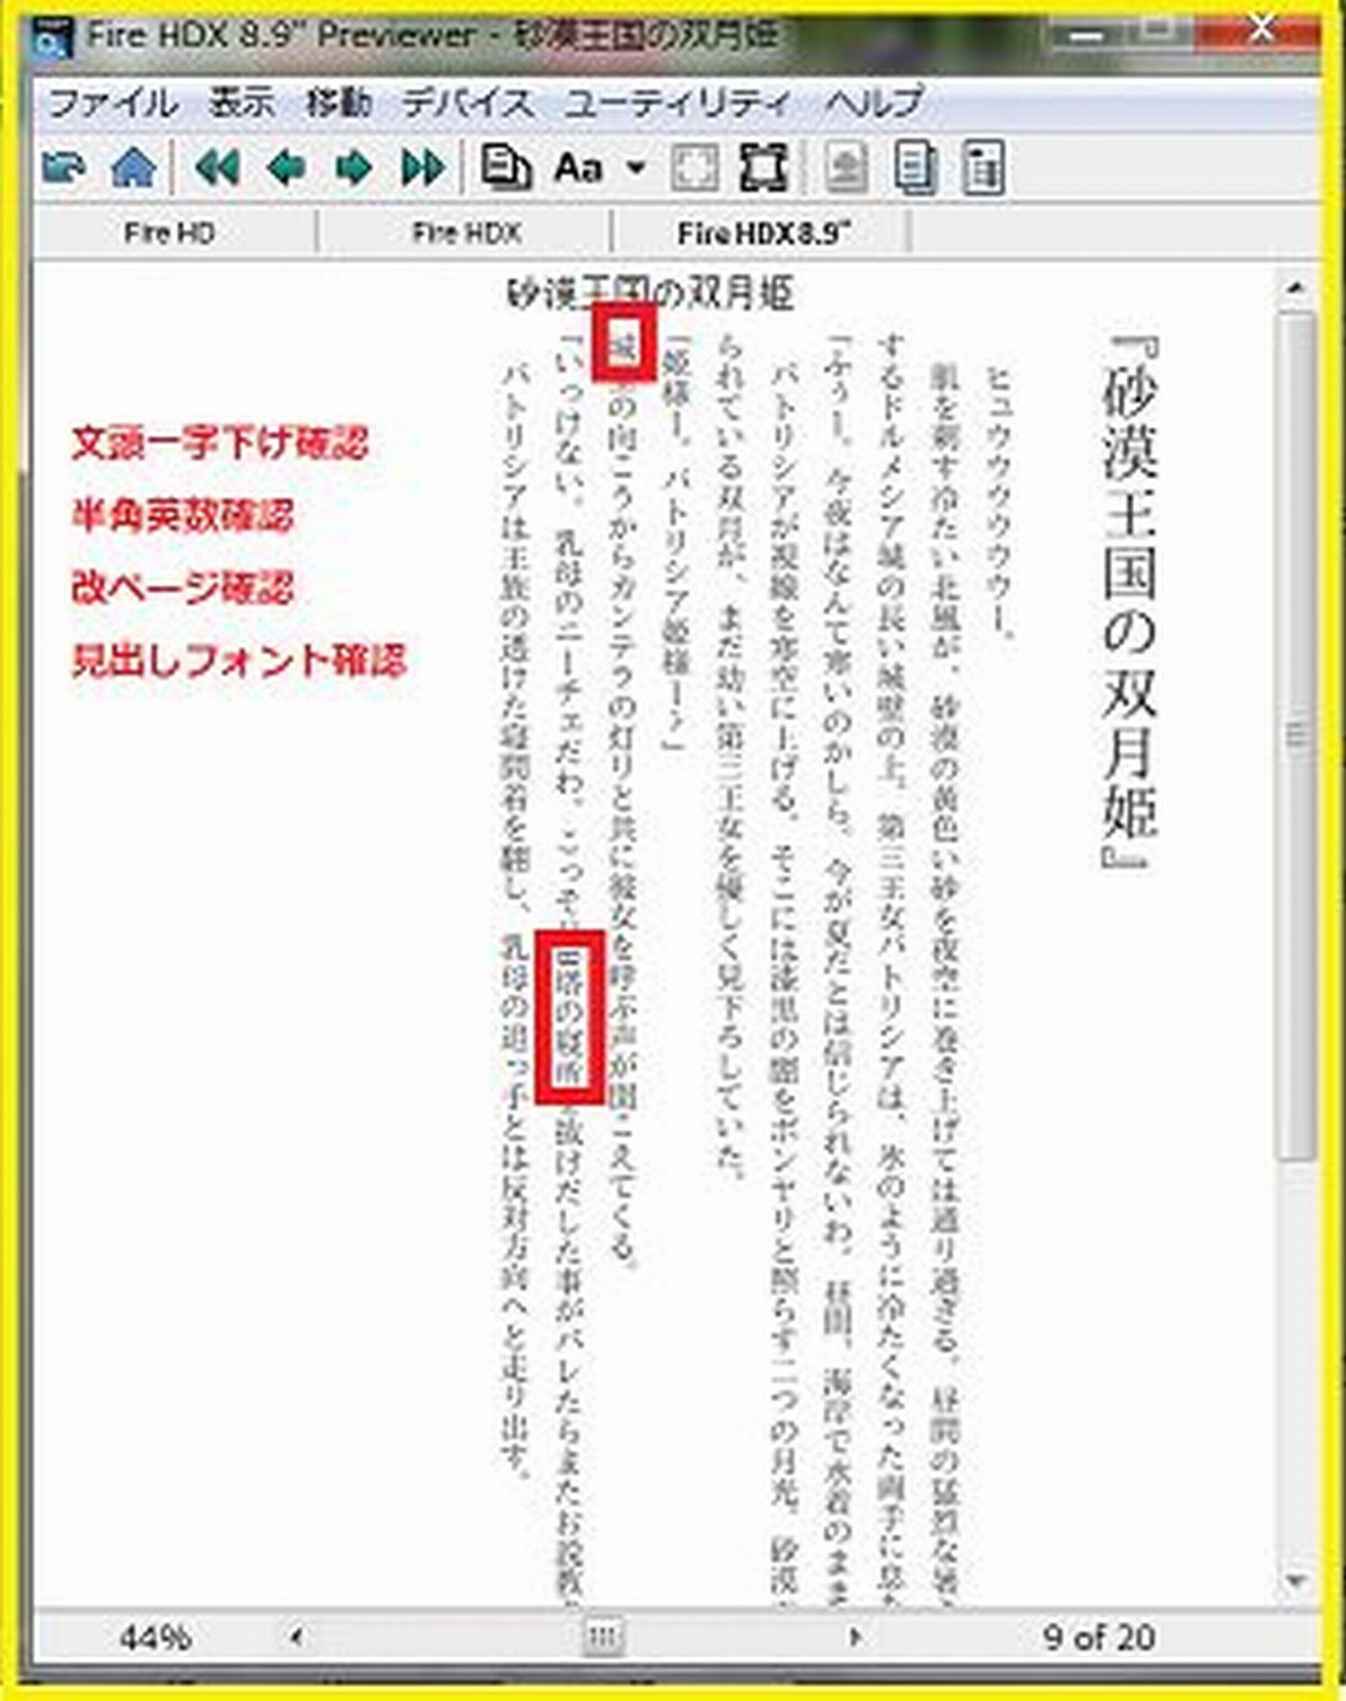 Fire HDX 8.9" Previewer - 砂漠王国の双月姫
ファイル 表示 移動 デバイス ユーティリティ ヘルプ
Aa
Fire HD
Fire HDX
Fire HDX 8.9"
砂漠王国の双月姫
『砂漠王国の双月姫』
ヒュウウウウウー。
肌を刺す冷たい北風が、砂漠の黄色い砂を夜空に巻き上げては通り過ぎる。昼間の猛烈な暑
するドルメシア城の長い城壁の上。第三王女パトリシアは、氷のように冷たくなった両手に息
「ふぅー。今夜はなんて寒いのかしら。今が夏だとは信じられないわ。昼間、海岸で水着のまま
パトリシアが視線を寒空に上げる。そこには漆黒の闇をボンヤリと照らす二つの月光。砂漠
られている双月が、まだ幼い第三王女を優しく見下ろしていた。
「姫様ー。パトリシア姫様ー？」
城 の向こうからカンテラの灯りと共に彼女を呼ぶ声が聞こえてくる。
「いっけない。乳母のニーチェだわ。こっそり B塔の寝所 を抜けだした事がバレたらまたお説教
パトリシアは王族の透けた寝間着を翻し、乳母の追っ手とは反対方向へと走り出す。
文頭一字下げ確認
半角英数確認
改ページ確認
見出しフォント確認
44%
9 of 20